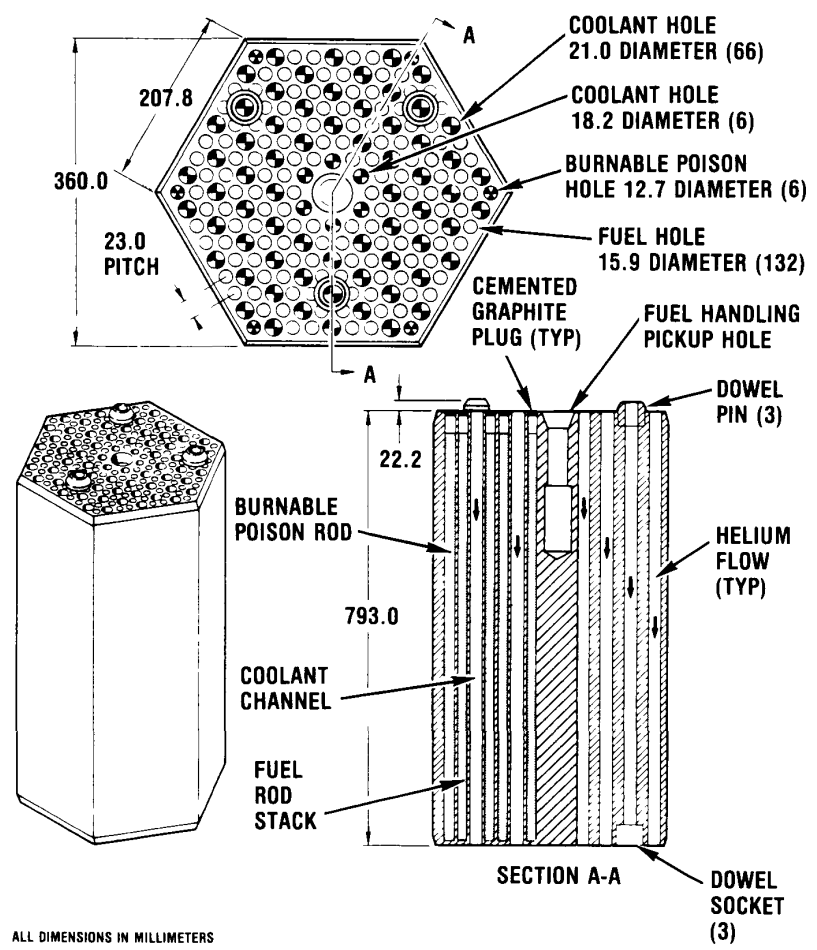 A
COOLANT HOLE
21.0 DIAMETER (66)
COOLANT HOLE
18.2 DIAMETER (6)
BURNABLE POISON
HOLE 12.7 DIAMETER (6)
FUEL HOLE
15.9 DIAMETER (132)
207.8
360.0
23.0
PITCH
A
CEMENTED
GRAPHITE
PLUG (TYP)
FUEL HANDLING
PICKUP HOLE
DOWEL
PIN (3)
22.2
BURNABLE
POISON ROD
HELIUM
FLOW
(TYP)
793.0
COOLANT
CHANNEL
FUEL
ROD
STACK
SECTION A-A
DOWEL
SOCKET
(3)
ALL DIMENSIONS IN MILLIMETERS